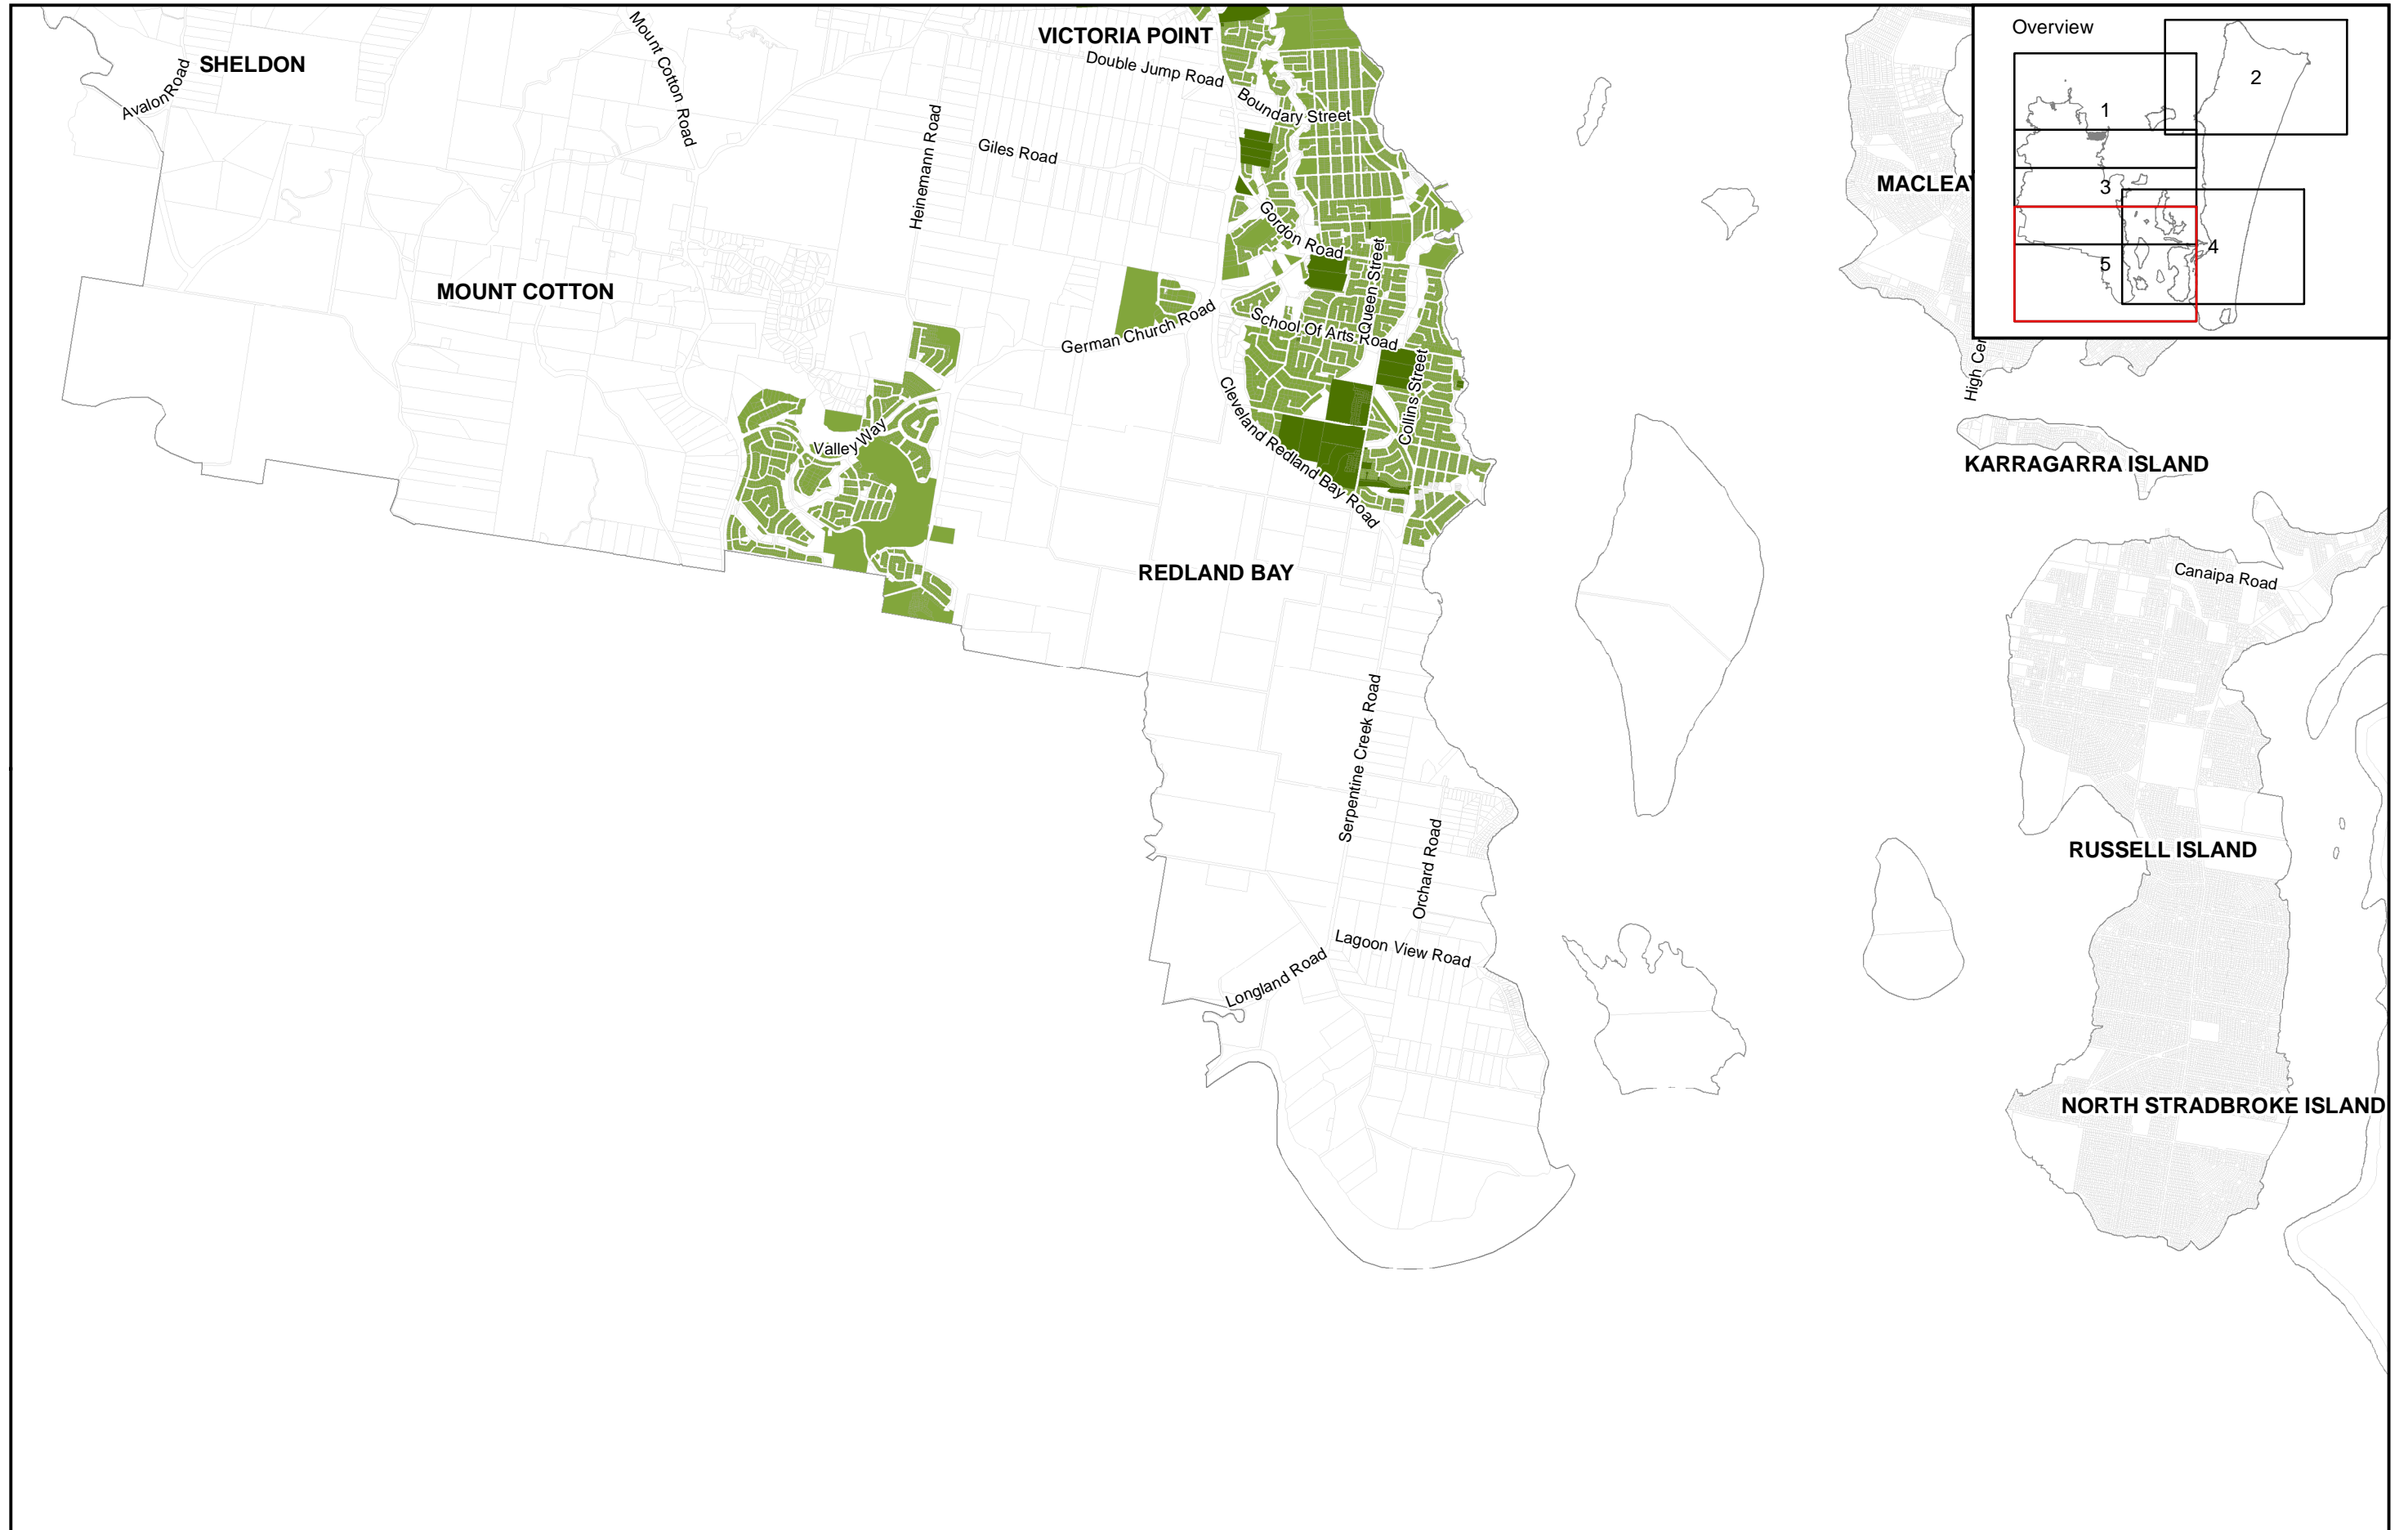 SHELDON
Avalon Road
Mount Cotton Road
VICTORIA POINT
Double Jump Road
Boundary Street
Heinemann Road
Giles Road
MOUNT COTTON
Gordon Road
Queen Street
German Church Road
School Of Arts Road
Collins Street
Cleveland Redland Bay Road
Valley Way
REDLAND BAY
Serpentine Creek Road
Orchard Road
Lagoon View Road
Longland Road
MACLEAY
High Cen
KARRAGARRA ISLAND
Canaipa Road
RUSSELL ISLAND
NORTH STRADBROKE ISLAND
Overview
1
2
3
4
5